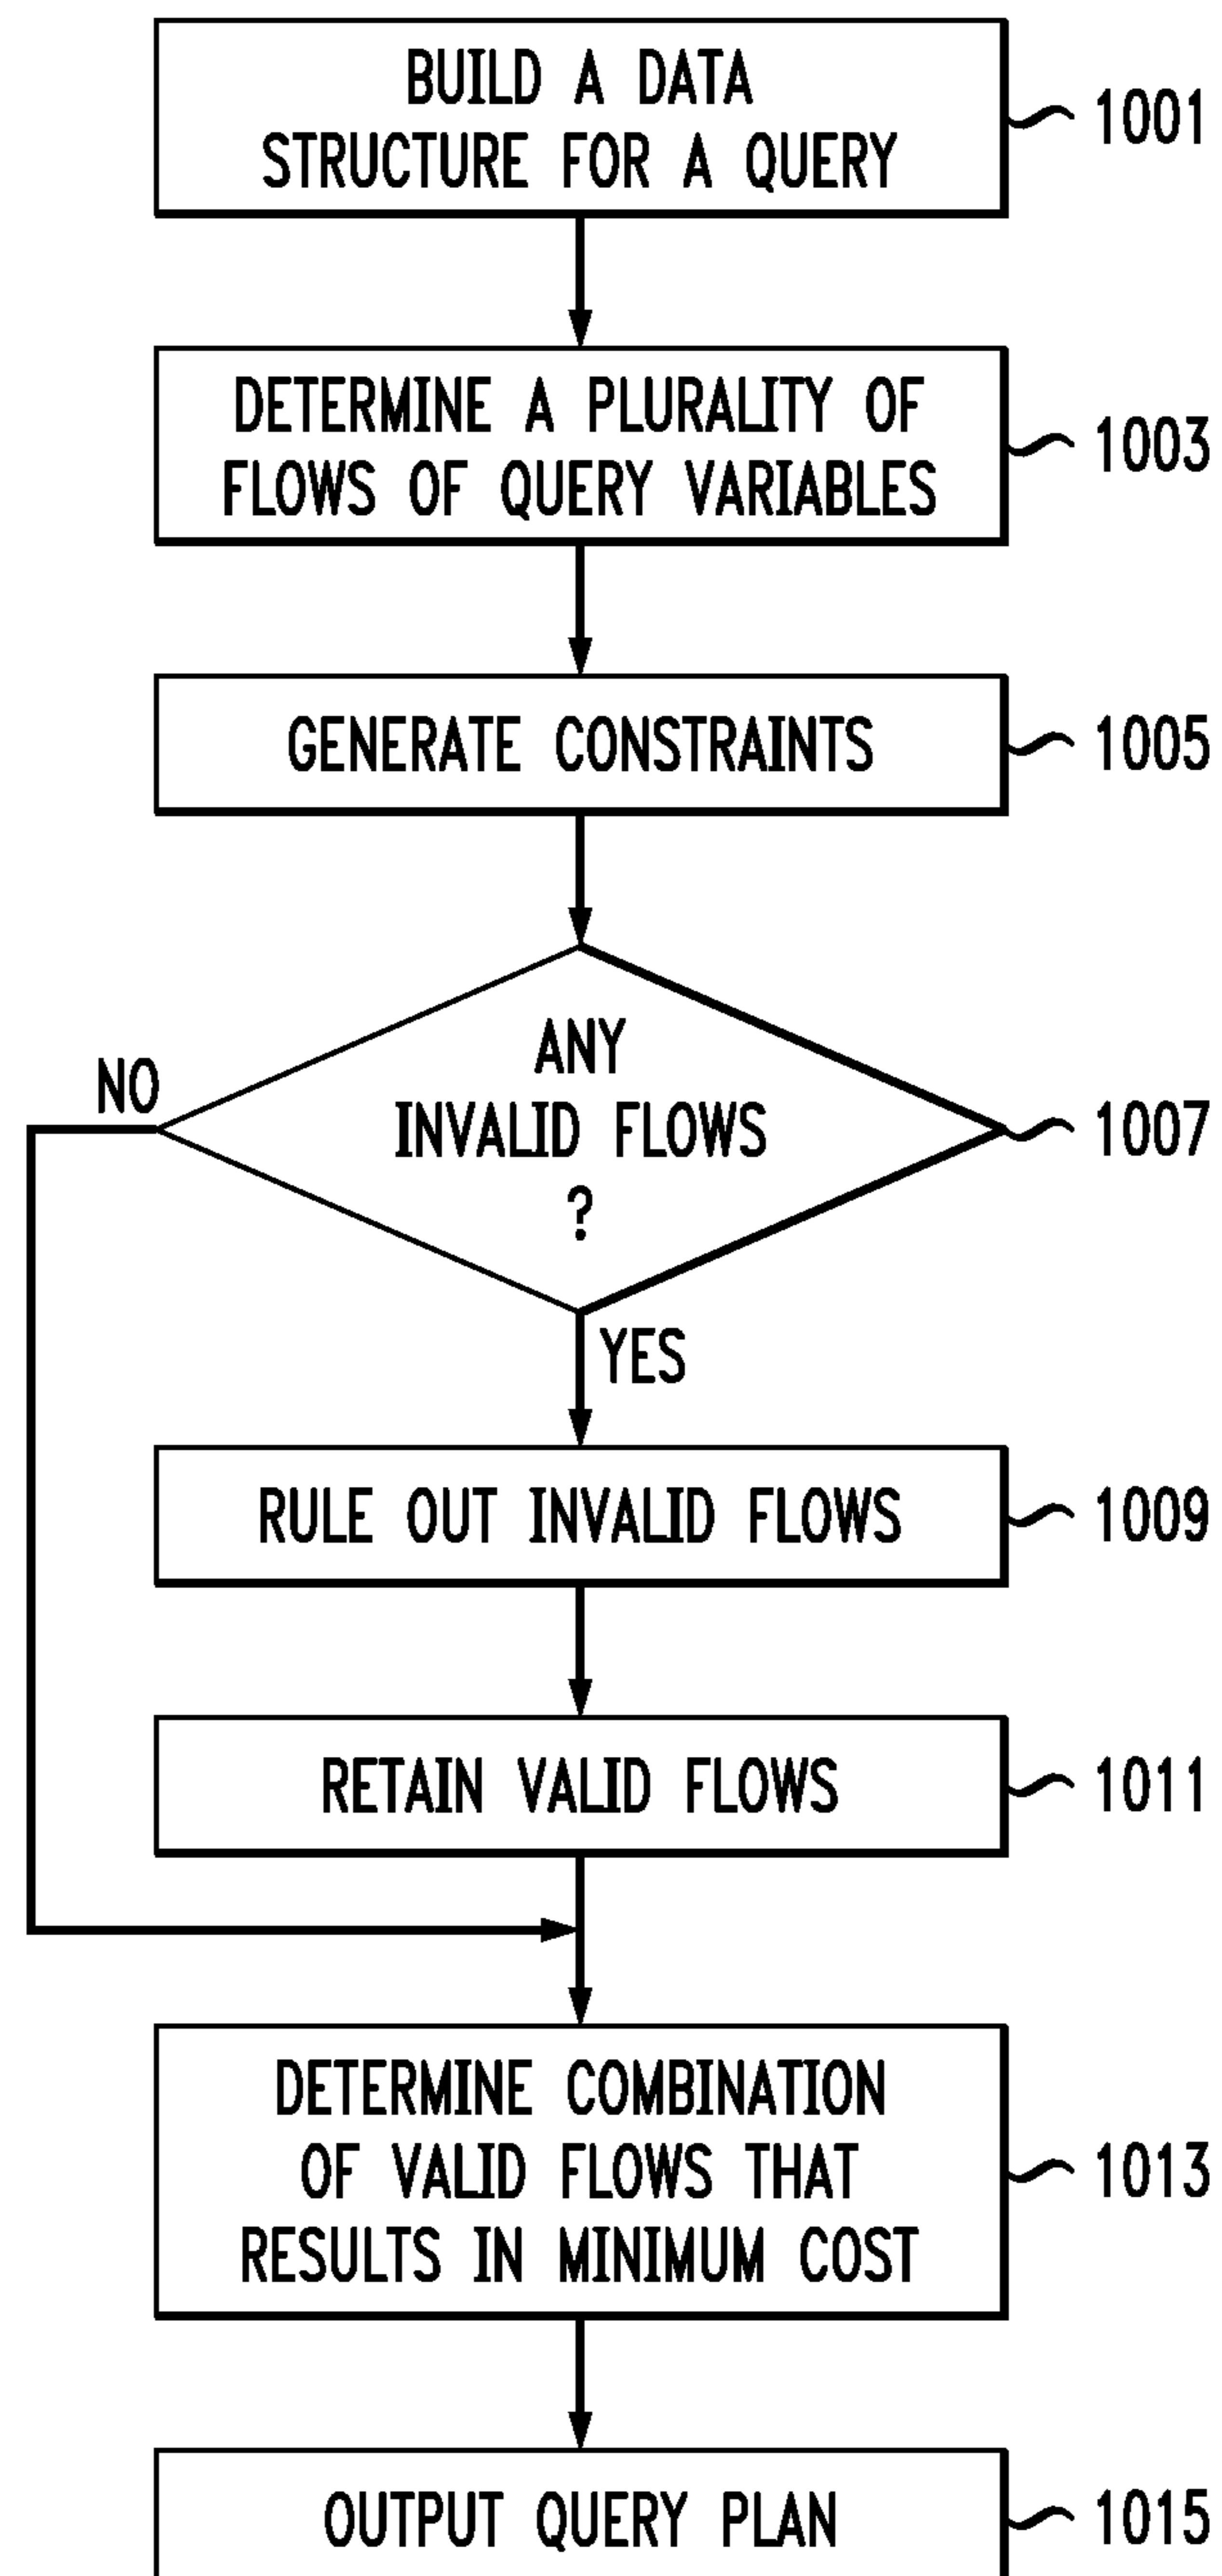 BUILD A DATA
STRUCTURE FOR A QUERY
1001
DETERMINE A PLURALITY OF
FLOWS OF QUERY VARIABLES
1003
GENERATE CONSTRAINTS
1005
ANY
INVALID FLOWS
?
1007
NO
YES
RULE OUT INVALID FLOWS
1009
RETAIN VALID FLOWS
1011
DETERMINE COMBINATION
OF VALID FLOWS THAT
RESULTS IN MINIMUM COST
1013
OUTPUT QUERY PLAN
1015